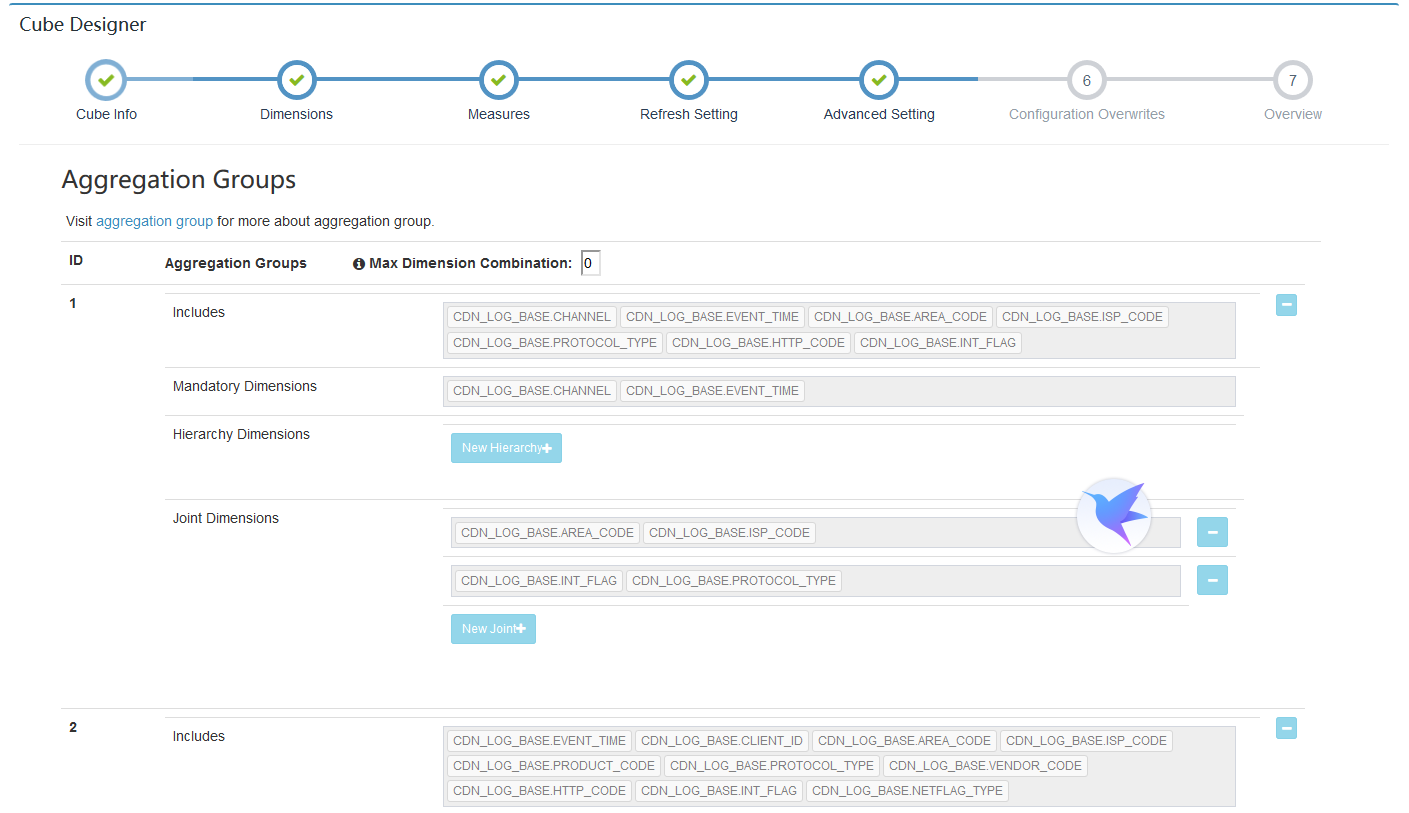 Cube Designer
6
7
Cube Info
Dimensions
Measures
Refresh Setting
Advanced Setting
Configuration Overwrites
Overview
Aggregation Groups
Visit aggregation group for more about aggregation group.
ID
Aggregation Groups
Max Dimension Combination: 0
1
Includes
CDN_LOG_BASE.CHANNEL CDN_LOG_BASE.EVENT_TIME CDN_LOG_BASE.AREA_CODE CDN_LOG_BASE.ISP_CODE
CDN_LOG_BASE.PROTOCOL_TYPE CDN_LOG_BASE.HTTP_CODE CDN_LOG_BASE.INT_FLAG
Mandatory Dimensions
CDN_LOG_BASE.CHANNEL CDN_LOG_BASE.EVENT_TIME
Hierarchy Dimensions
New Hierarchy+
Joint Dimensions
CDN_LOG_BASE.AREA_CODE CDN_LOG_BASE.ISP_CODE
CDN_LOG_BASE.INT_FLAG CDN_LOG_BASE.PROTOCOL_TYPE
New Joint+
2
Includes
CDN_LOG_BASE.EVENT_TIME CDN_LOG_BASE.CLIENT_ID CDN_LOG_BASE.AREA_CODE CDN_LOG_BASE.ISP_CODE
CDN_LOG_BASE.PRODUCT_CODE CDN_LOG_BASE.PROTOCOL_TYPE CDN_LOG_BASE.VENDOR_CODE
CDN_LOG_BASE.HTTP_CODE CDN_LOG_BASE.INT_FLAG CDN_LOG_BASE.NETFLAG_TYPE